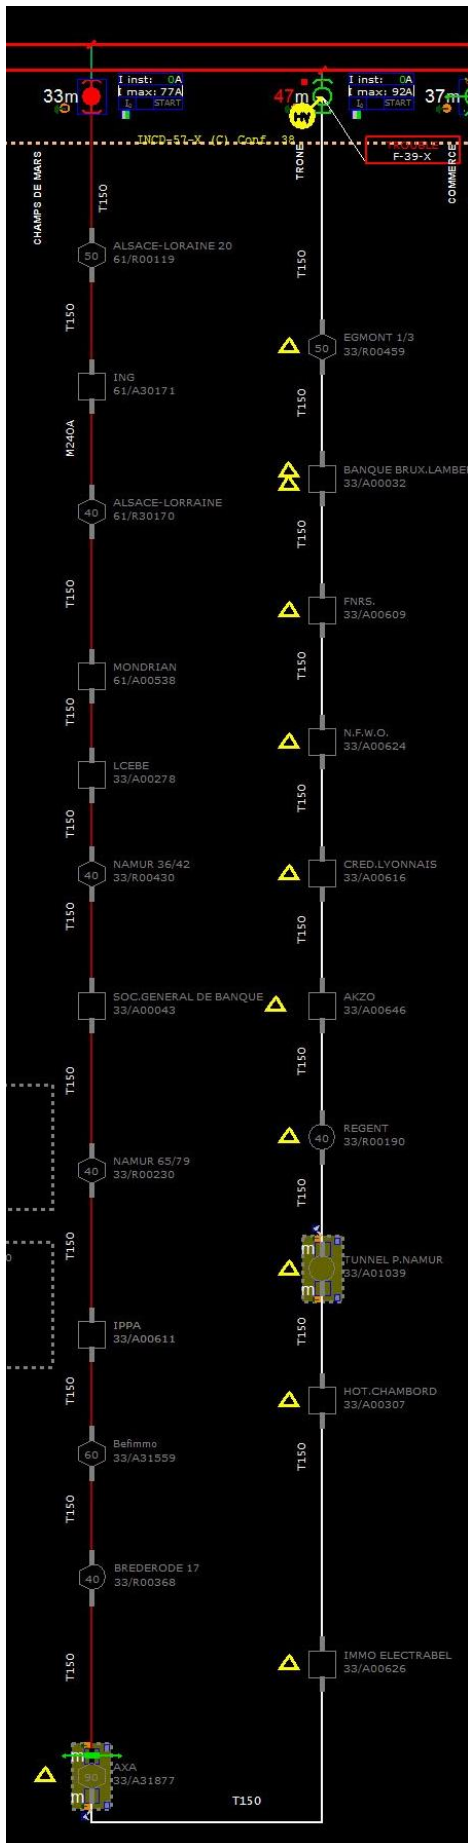 I inst: 0A
33m I max: 77A
I₀ START
I inst: 0A
47m I max: 92A
I₀ START
37m
INCD-57-X (C) Conf. 38
TROUBLE
F-39-X
CHAMPS DE MARS
TRONE
COMMERCE
T150
ALSACE-LORAINE 20
50
61/R00119
T150
ING
61/A30171
M240A
ALSACE-LORRAINE
40
61/R30170
T150
MONDRIAN
61/A00538
T150
LCEBE
33/A00278
T150
NAMUR 36/42
40
33/R00430
T150
SOC.GENERAL DE BANQUE
33/A00043
T150
NAMUR 65/79
40
33/R00230
T150
IPPA
33/A00611
T150
Befimmo
60
33/A31559
T150
BREDERODE 17
40
33/R00368
T150
m
AXA
90
33/A31877
m
T150
T150
EGMONT 1/3
50
33/R00459
T150
BANQUE BRUX.LAMBE
33/A00032
T150
FNRS.
33/A00609
T150
N.F.W.O.
33/A00624
T150
CRED.LYONNAIS
33/A00616
T150
AKZO
33/A00646
T150
REGENT
40
33/R00190
T150
m
TUNNEL P.NAMUR
33/A01039
m
T150
HOT.CHAMBORD
33/A00307
T150
IMMO ELECTRABEL
33/A00626